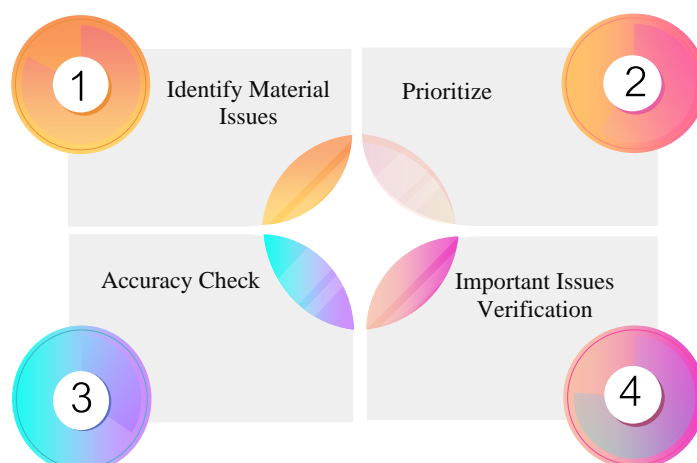 1
Identify Material
Issues
2
Prioritize
3
Accuracy Check
4
Important Issues
Verification